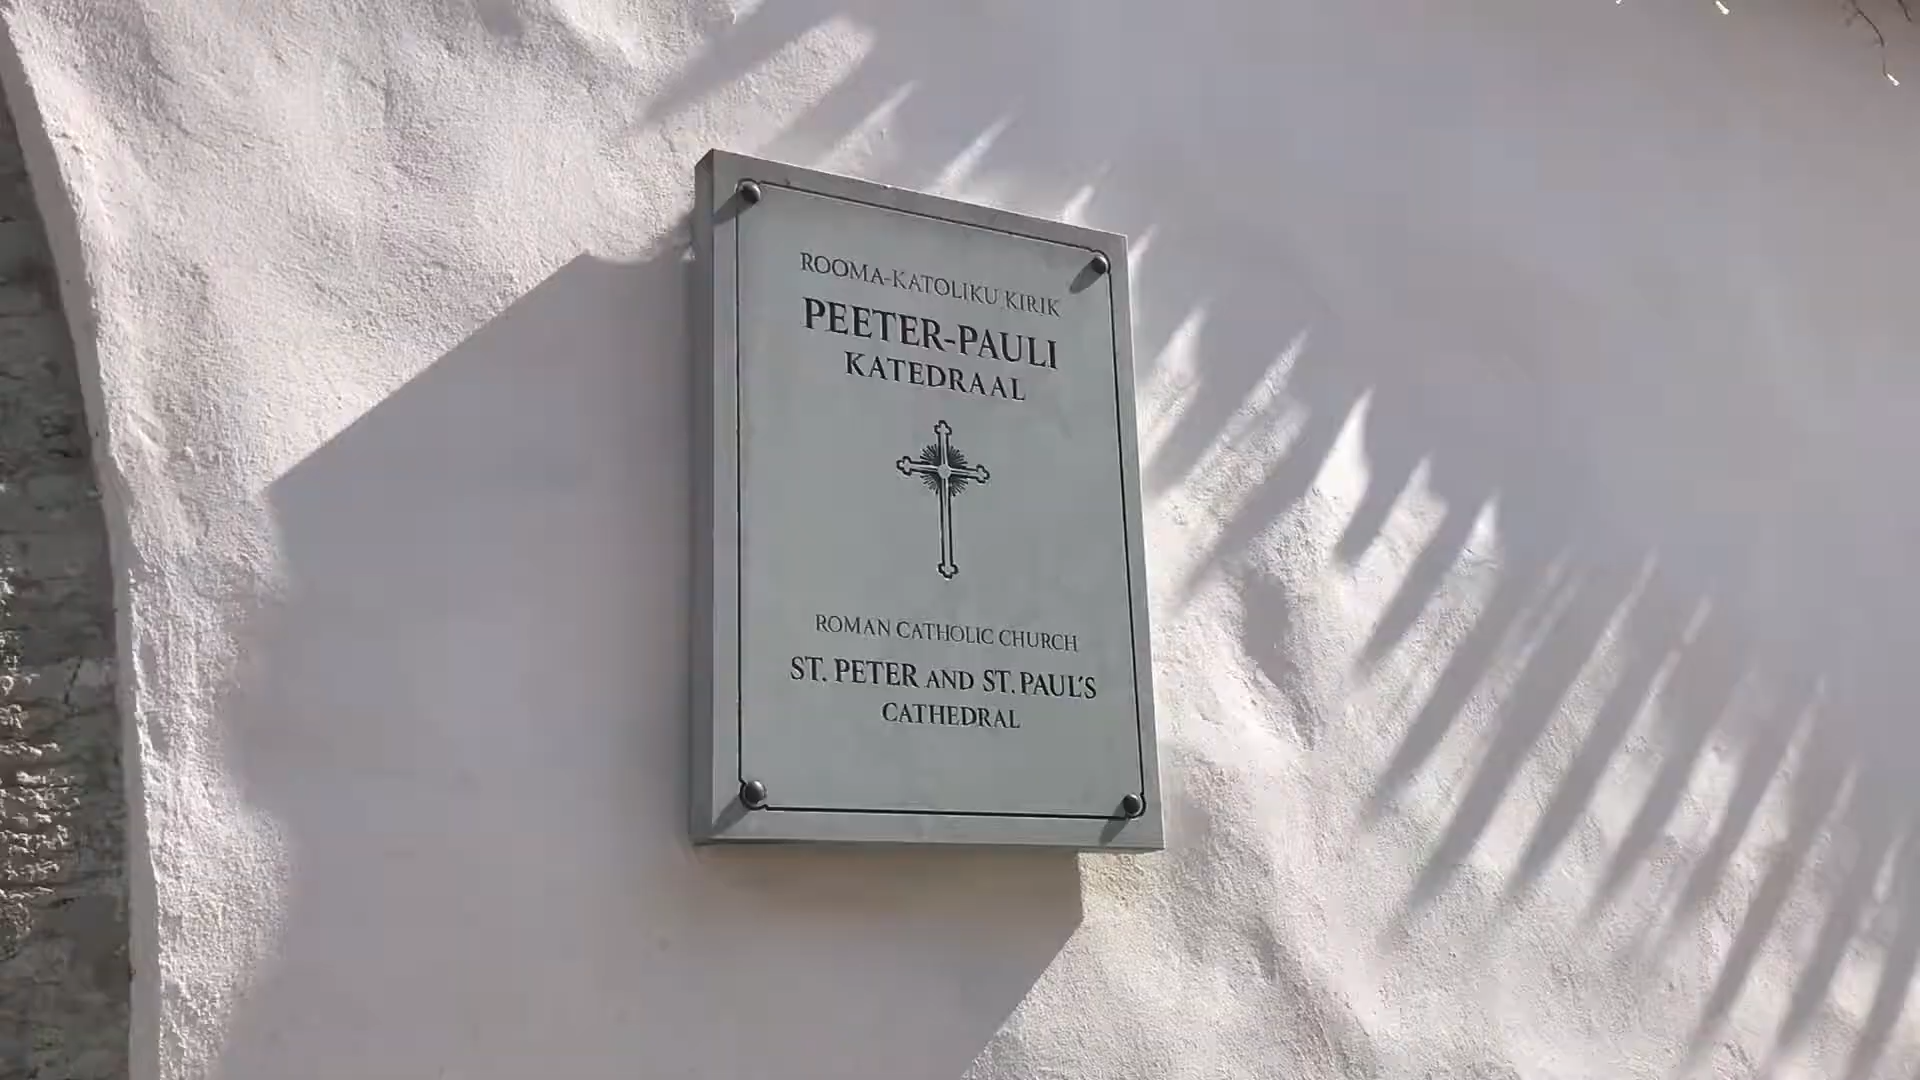 ROOMA-KATOLIKU KIRIK
PEETER-PAULI
KATEDRAAL
ROMAN CATHOLIC CHURCH
ST. PETER AND ST. PAUL'S
CATHEDRAL